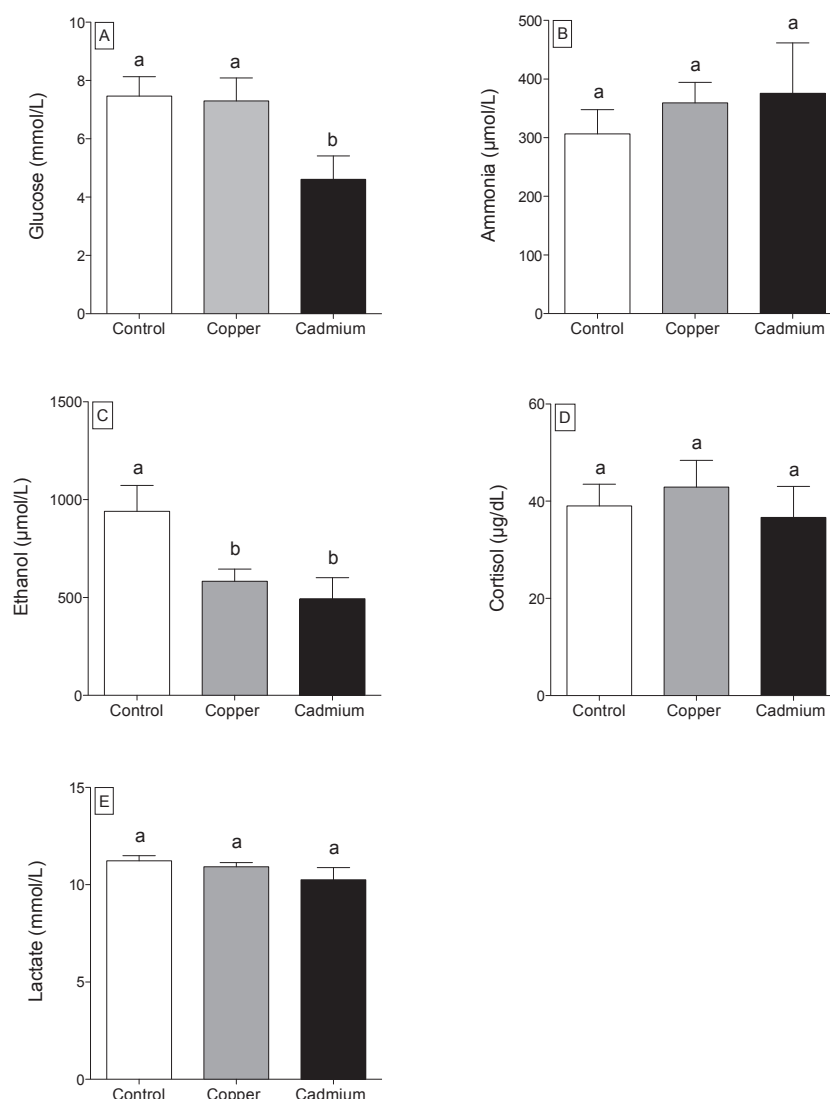 A
Glucose (mmol/L)
10
8
6
4
2
0
a
a
b
Control Copper Cadmium
B
Ammonia (µmol/L)
500
400
300
200
100
0
a
a
a
Control Copper Cadmium
C
Ethanol (µmol/L)
1500
1000
500
0
a
b
b
Control Copper Cadmium
D
Cortisol (µg/dL)
60
40
20
0
a
a
a
Control Copper Cadmium
E
Lactate (mmol/L)
15
10
5
0
a
a
a
Control Copper Cadmium